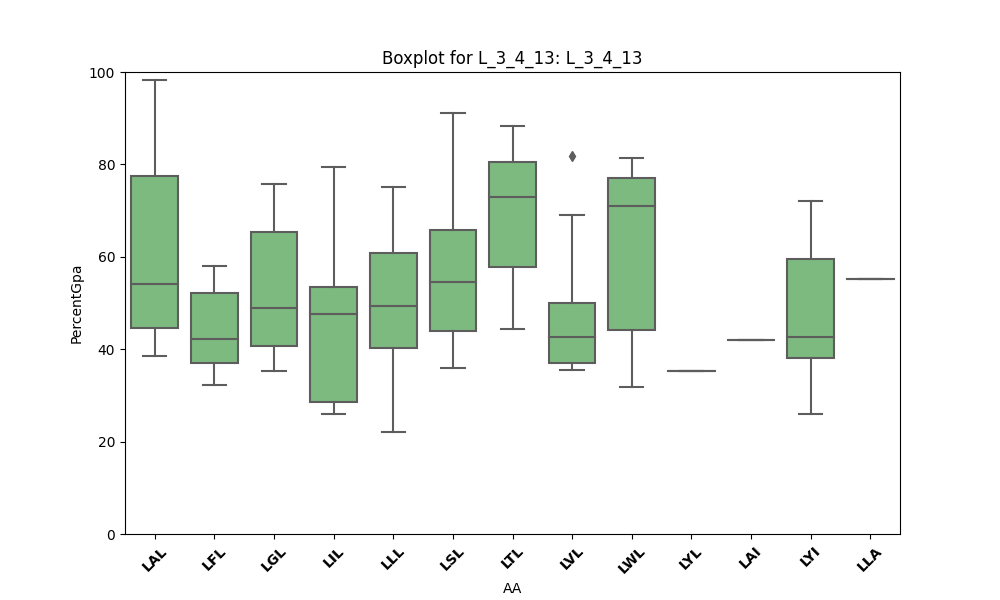 Boxplot for L_3_4_13: L_3_4_13
100
80
60
40
20
0
PercentGpa
LAL
LFL
LGL
LIL
LLL
LSL
LTL
LVL
LWL
LYL
LAI
LYI
LLA
AA